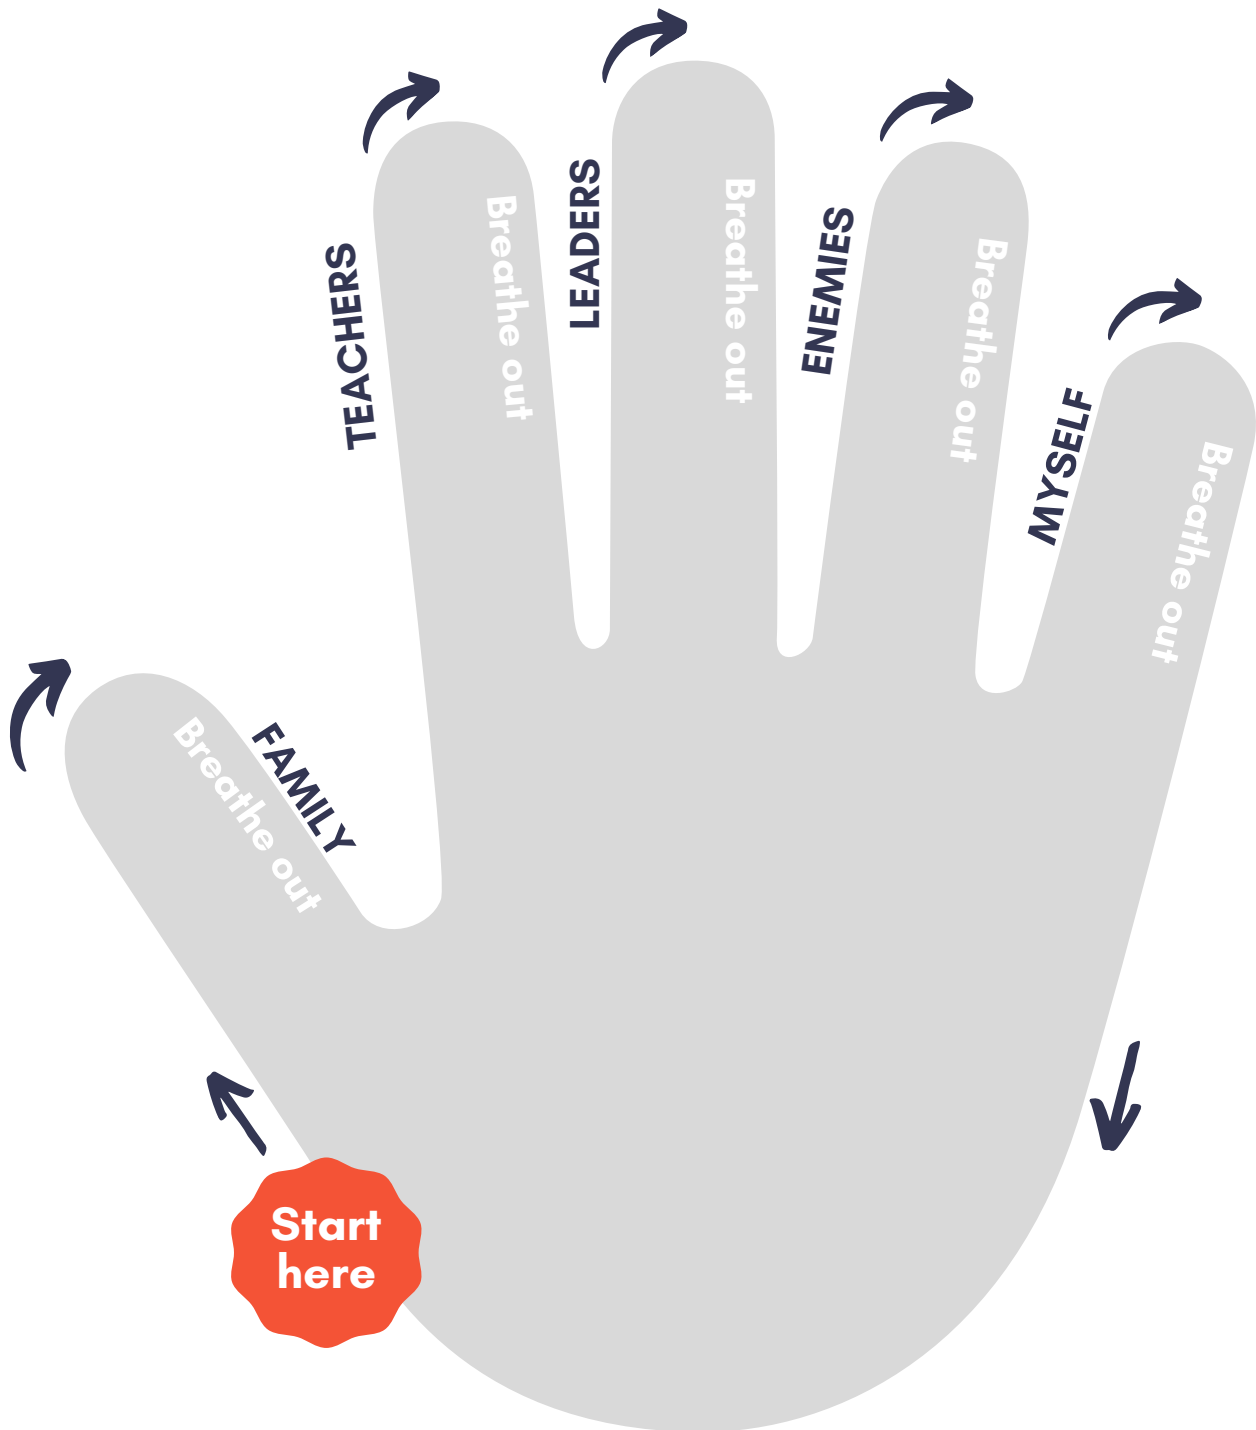 Start
here
FAMILY
Breathe out
TEACHERS
Breathe out
LEADERS
Breathe out
ENEMIES
Breathe out
MYSELF
Breathe out